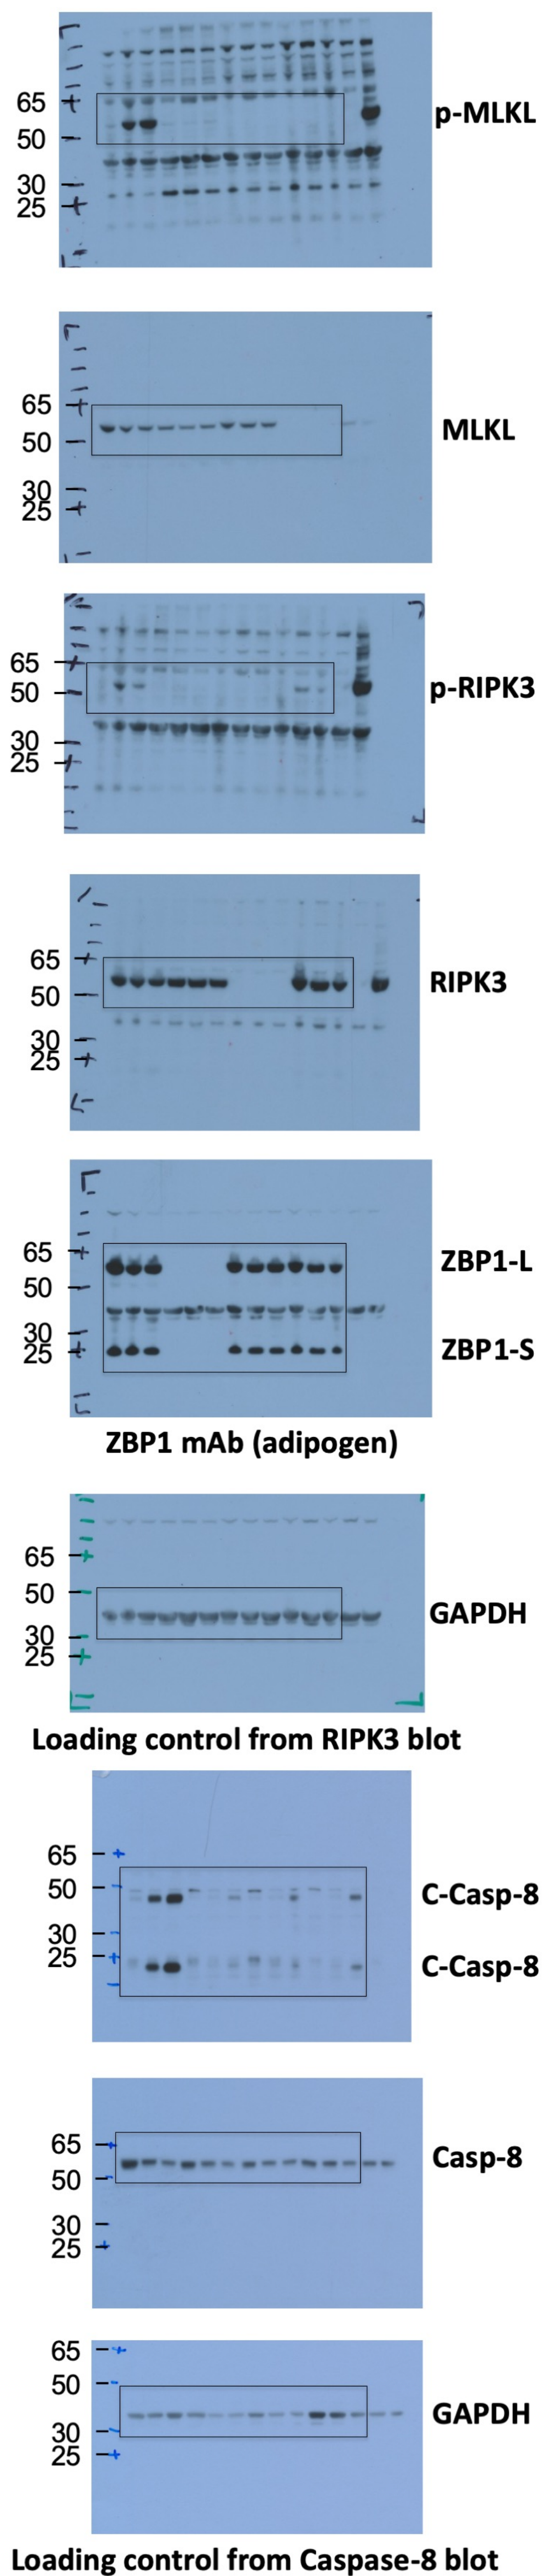 65
p-MLKL
50
30
25
65
MLKL
50
30
25
65
p-RIPK3
50
30
25
65
RIPK3
50
30
25
65
ZBP1-L
50
30
25
ZBP1-S
ZBP1 mAb (adipogen)
65
50
GAPDH
30
25
Loading control from RIPK3 blot
65
50
C-Casp-8
30
25
C-Casp-8
65
Casp-8
50
30
25
65
50
GAPDH
30
25
Loading control from Caspase-8 blot